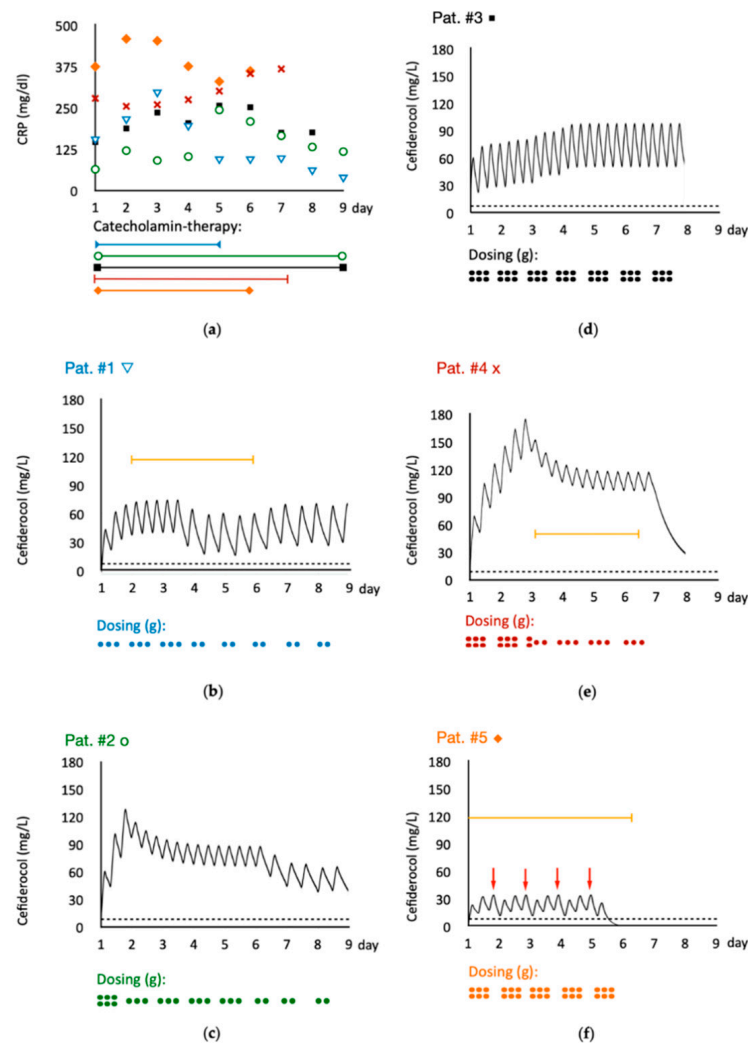 500
375
250
125
0
CRP (mg/dl)
1 2 3 4 5 6 7 8 9 day
Catecholamin-therapy:
(a)
Pat. #3 ■
180
150
120
90
60
30
0
Cefiderocol (mg/L)
1 2 3 4 5 6 7 8 9 day
Dosing (g):
(d)
Pat. #1 ▽
180
150
120
90
60
30
0
Cefiderocol (mg/L)
1 2 3 4 5 6 7 8 9 day
Dosing (g):
(b)
Pat. #4 x
180
150
120
90
60
30
0
Cefiderocol (mg/L)
1 2 3 4 5 6 7 8 9 day
Dosing (g):
(e)
Pat. #2 o
180
150
120
90
60
30
0
Cefiderocol (mg/L)
1 2 3 4 5 6 7 8 9 day
Dosing (g):
(c)
Pat. #5 ◆
180
150
120
90
60
30
0
Cefiderocol (mg/L)
1 2 3 4 5 6 7 8 9 day
Dosing (g):
(f)